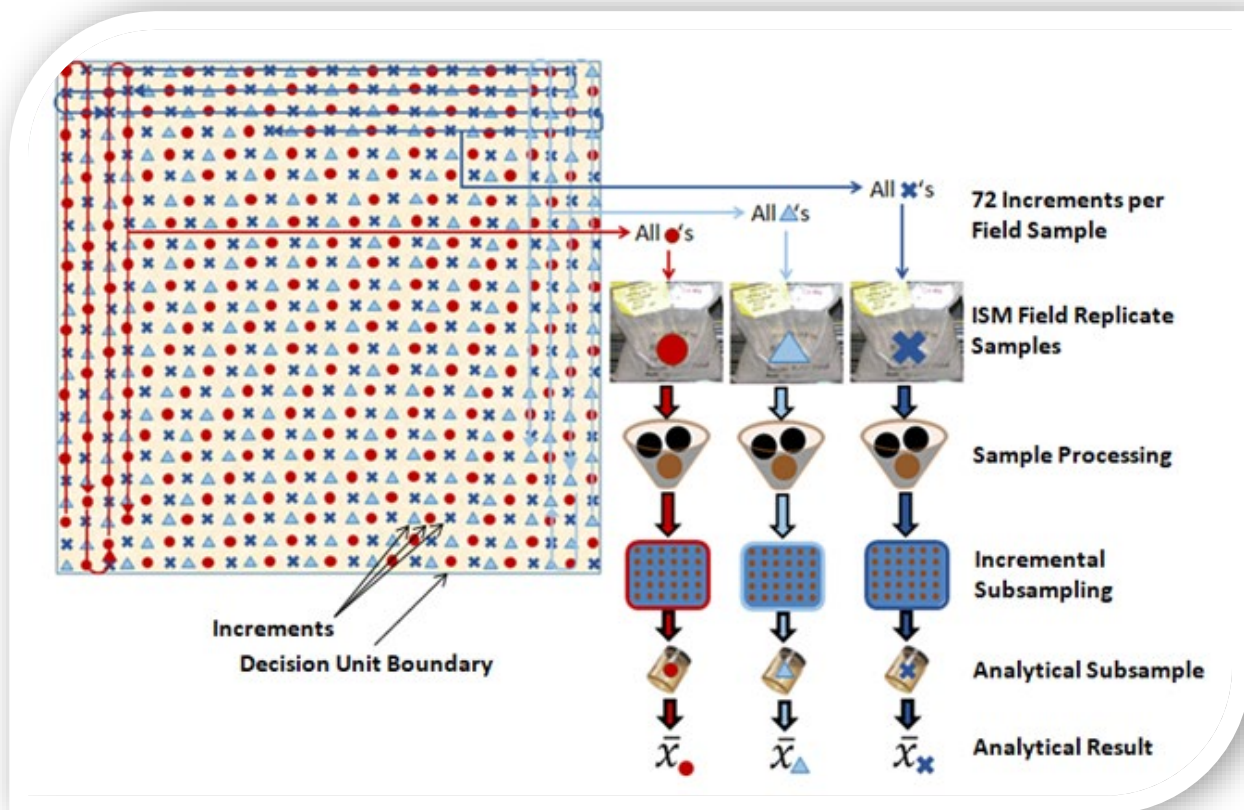 All ✖'s
All △'s
All ●'s
72 Increments per
Field Sample
ISM Field Replicate
Samples
Sample Processing
Incremental
Subsampling
Increments
Decision Unit Boundary
Analytical Subsample
x̄● x̄△ x̄✖
Analytical Result